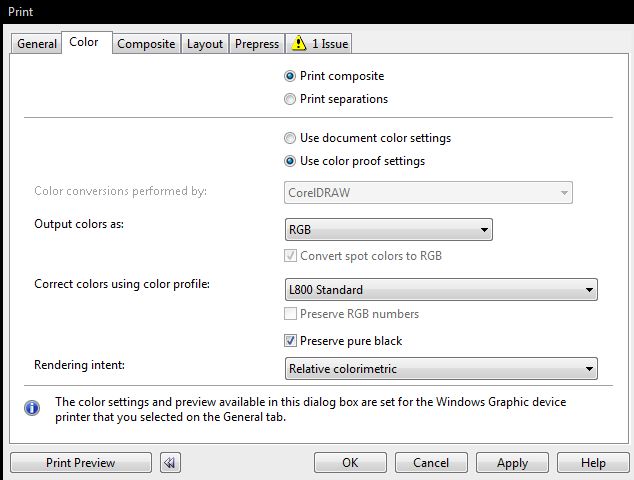 Print
General Color Composite Layout Prepress 1 Issue
Print composite
Print separations
Use document color settings
Use color proof settings
Color conversions performed by: CorelDRAW
Output colors as: RGB
Convert spot colors to RGB
Correct colors using color profile: L800 Standard
Preserve RGB numbers
Preserve pure black
Rendering intent: Relative colorimetric
The color settings and preview available in this dialog box are set for the Windows Graphic device
printer that you selected on the General tab.
Print Preview OK Cancel Apply Help